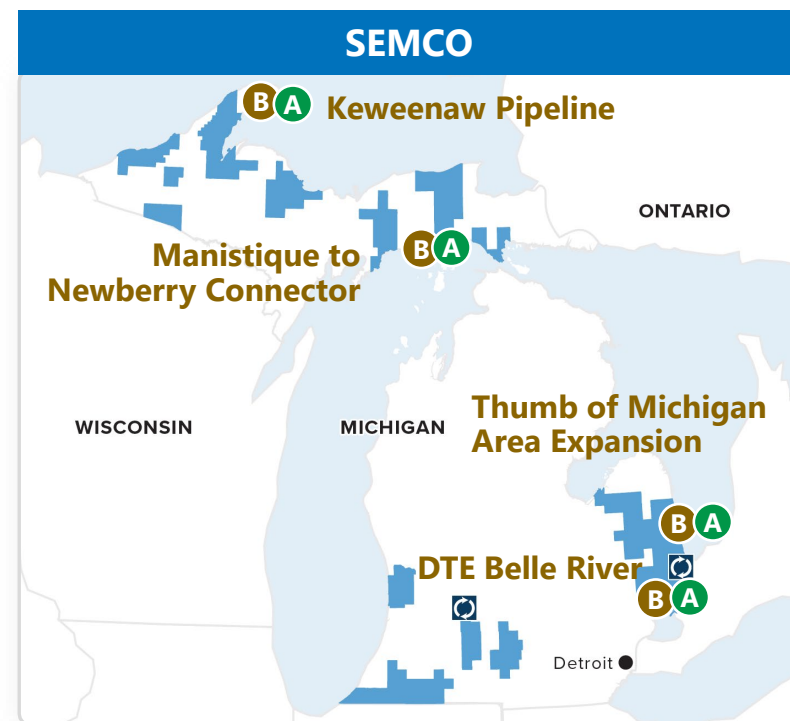 SEMCO
B A Keweenaw Pipeline
ONTARIO
Manistique to
Newberry Connector
B A
WISCONSIN
MICHIGAN
Thumb of Michigan
Area Expansion
B A
DTE Belle River
B A
Detroit